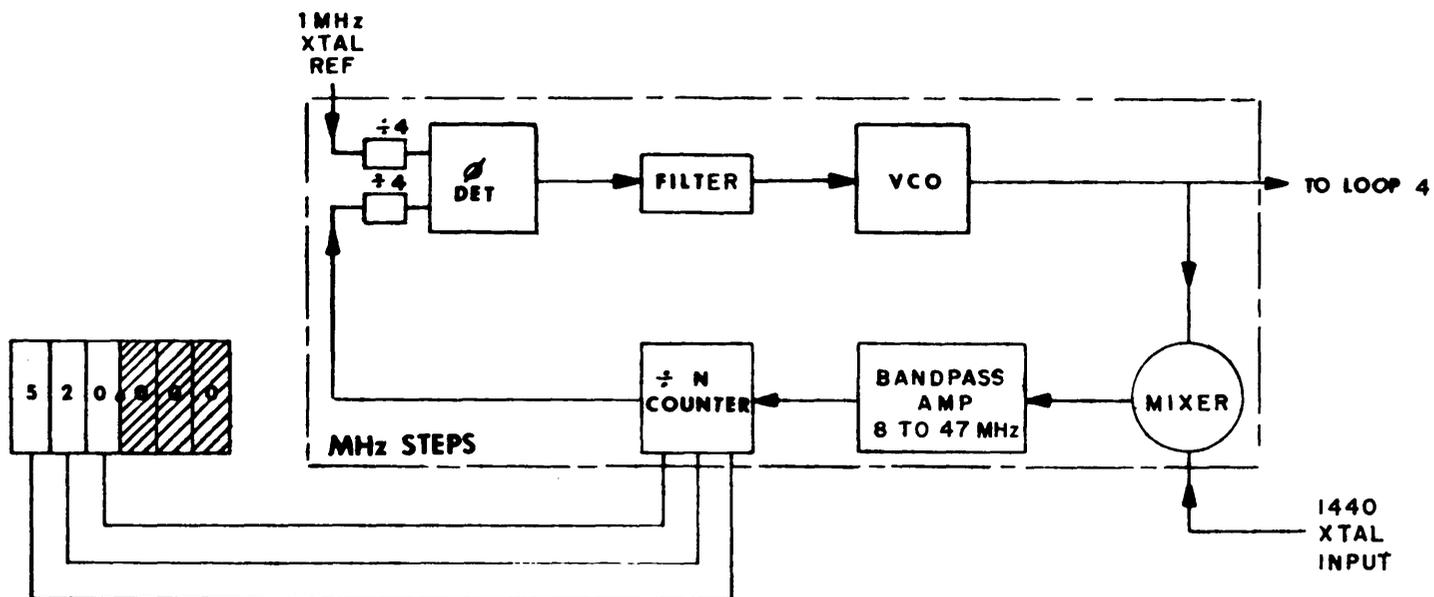 1MHz
XTAL
REF
÷4
÷4
Ø
DET
FILTER
VCO
TO LOOP 4
5 2 0.000
÷ N
COUNTER
BANDPASS
AMP
8 TO 47 MHz
MIXER
MHz STEPS
1440
XTAL
INPUT